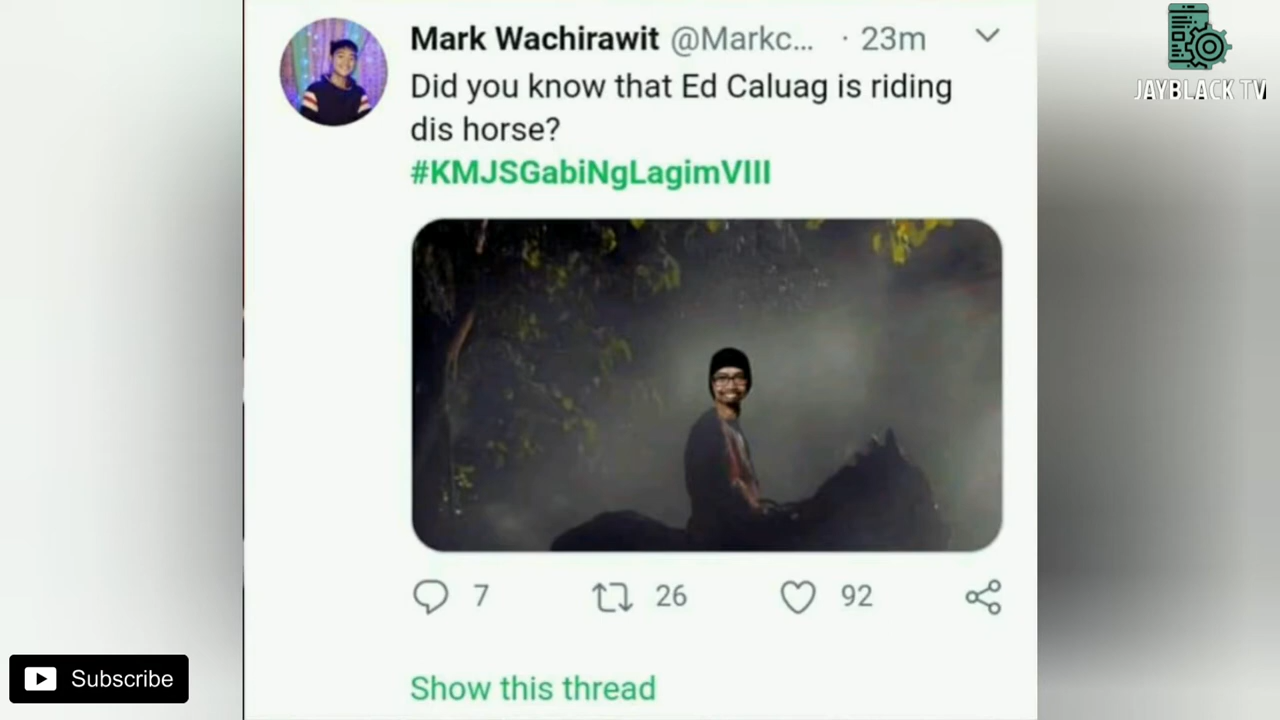 Mark Wachirawit @Markc... · 23m
Did you know that Ed Caluag is riding
dis horse?
#KMJSGabiNgLagimVIII
7 26 92
Show this thread
JAYBLACK TV
Subscribe